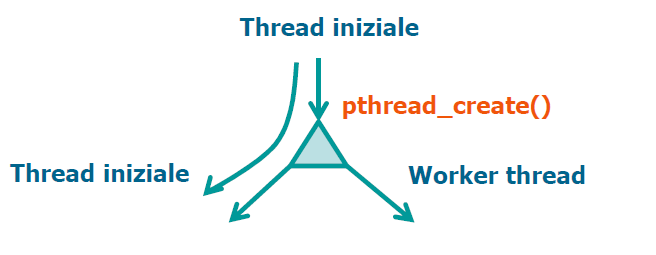 Thread iniziale
pthread_create()
Thread iniziale
Worker thread